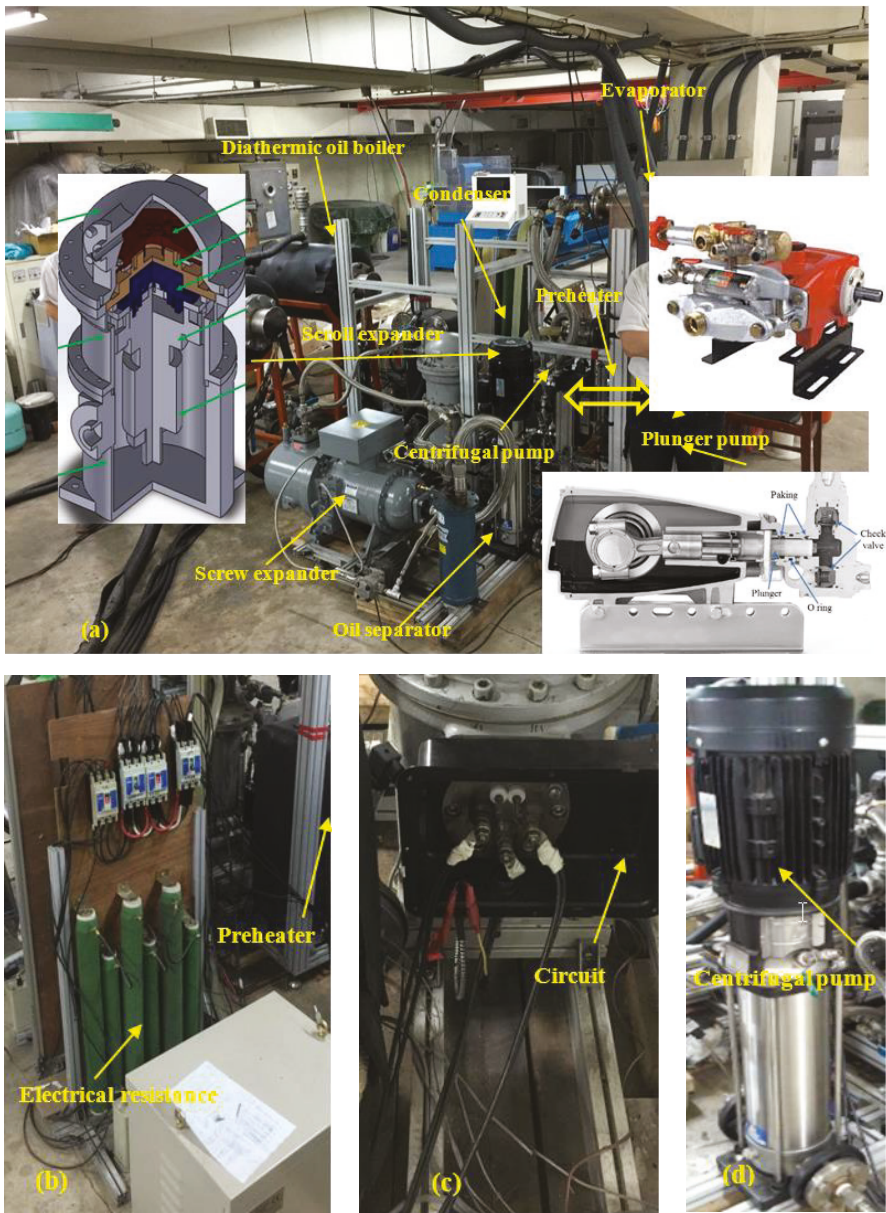 Evaporator
Diathermic oil boiler
Condenser
Preheater
Scroll expander
Centrifugal pump
Plunger pump
Paking
Check
valve
Plunger
O ring
Screw expander
Oil separator
(a)
Preheater
Electrical resistance
(b)
Circuit
(c)
Centrifugal pump
(d)